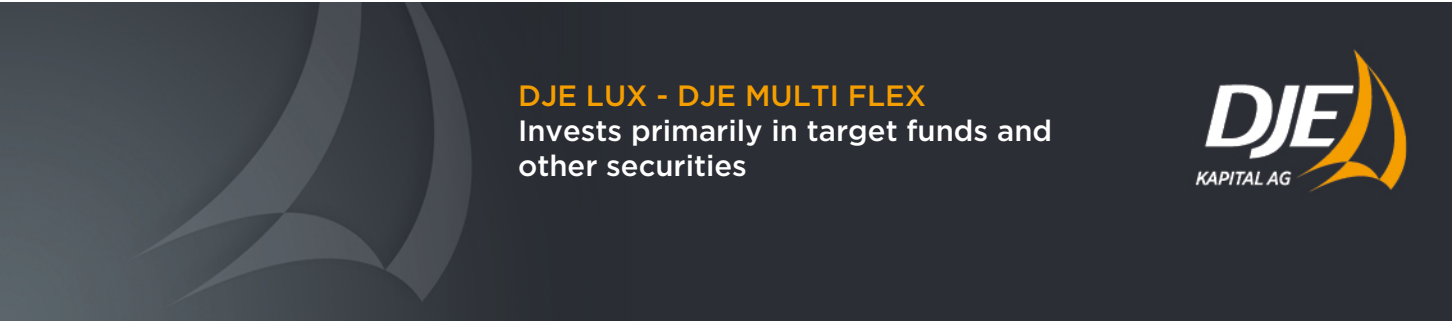 DJE LUX - DJE MULTI FLEX
Invests primarily in target funds and
other securities
DJE
KAPITAL AG